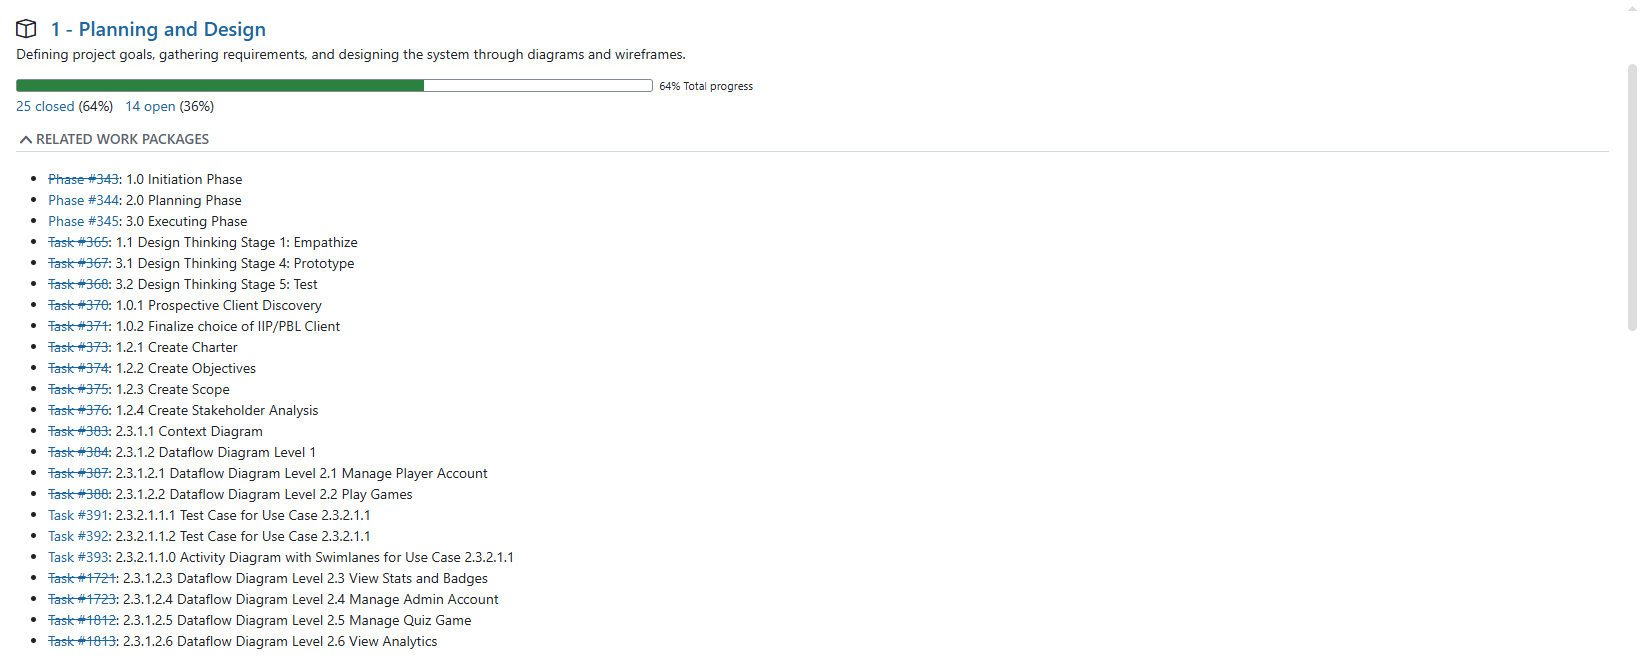 1 - Planning and Design
Defining project goals, gathering requirements, and designing the system through diagrams and wireframes.
64% Total progress
25 closed (64%) 14 open (36%)
RELATED WORK PACKAGES
Phase #343: 1.0 Initiation Phase
Phase #344: 2.0 Planning Phase
Phase #345: 3.0 Executing Phase
Task #365: 1.1 Design Thinking Stage 1: Empathize
Task #367: 3.1 Design Thinking Stage 4: Prototype
Task #368: 3.2 Design Thinking Stage 5: Test
Task #370: 1.0.1 Prospective Client Discovery
Task #371: 1.0.2 Finalize choice of IIP/PBL Client
Task #373: 1.2.1 Create Charter
Task #374: 1.2.2 Create Objectives
Task #375: 1.2.3 Create Scope
Task #376: 1.2.4 Create Stakeholder Analysis
Task #383: 2.3.1.1 Context Diagram
Task #384: 2.3.1.2 Dataflow Diagram Level 1
Task #387: 2.3.1.2.1 Dataflow Diagram Level 2.1 Manage Player Account
Task #388: 2.3.1.2.2 Dataflow Diagram Level 2.2 Play Games
Task #391: 2.3.2.1.1.1 Test Case for Use Case 2.3.2.1.1
Task #392: 2.3.2.1.1.2 Test Case for Use Case 2.3.2.1.1
Task #393: 2.3.2.1.1.0 Activity Diagram with Swimlanes for Use Case 2.3.2.1.1
Task #1721: 2.3.1.2.3 Dataflow Diagram Level 2.3 View Stats and Badges
Task #1723: 2.3.1.2.4 Dataflow Diagram Level 2.4 Manage Admin Account
Task #1812: 2.3.1.2.5 Dataflow Diagram Level 2.5 Manage Quiz Game
Task #1813: 2.3.1.2.6 Dataflow Diagram Level 2.6 View Analytics